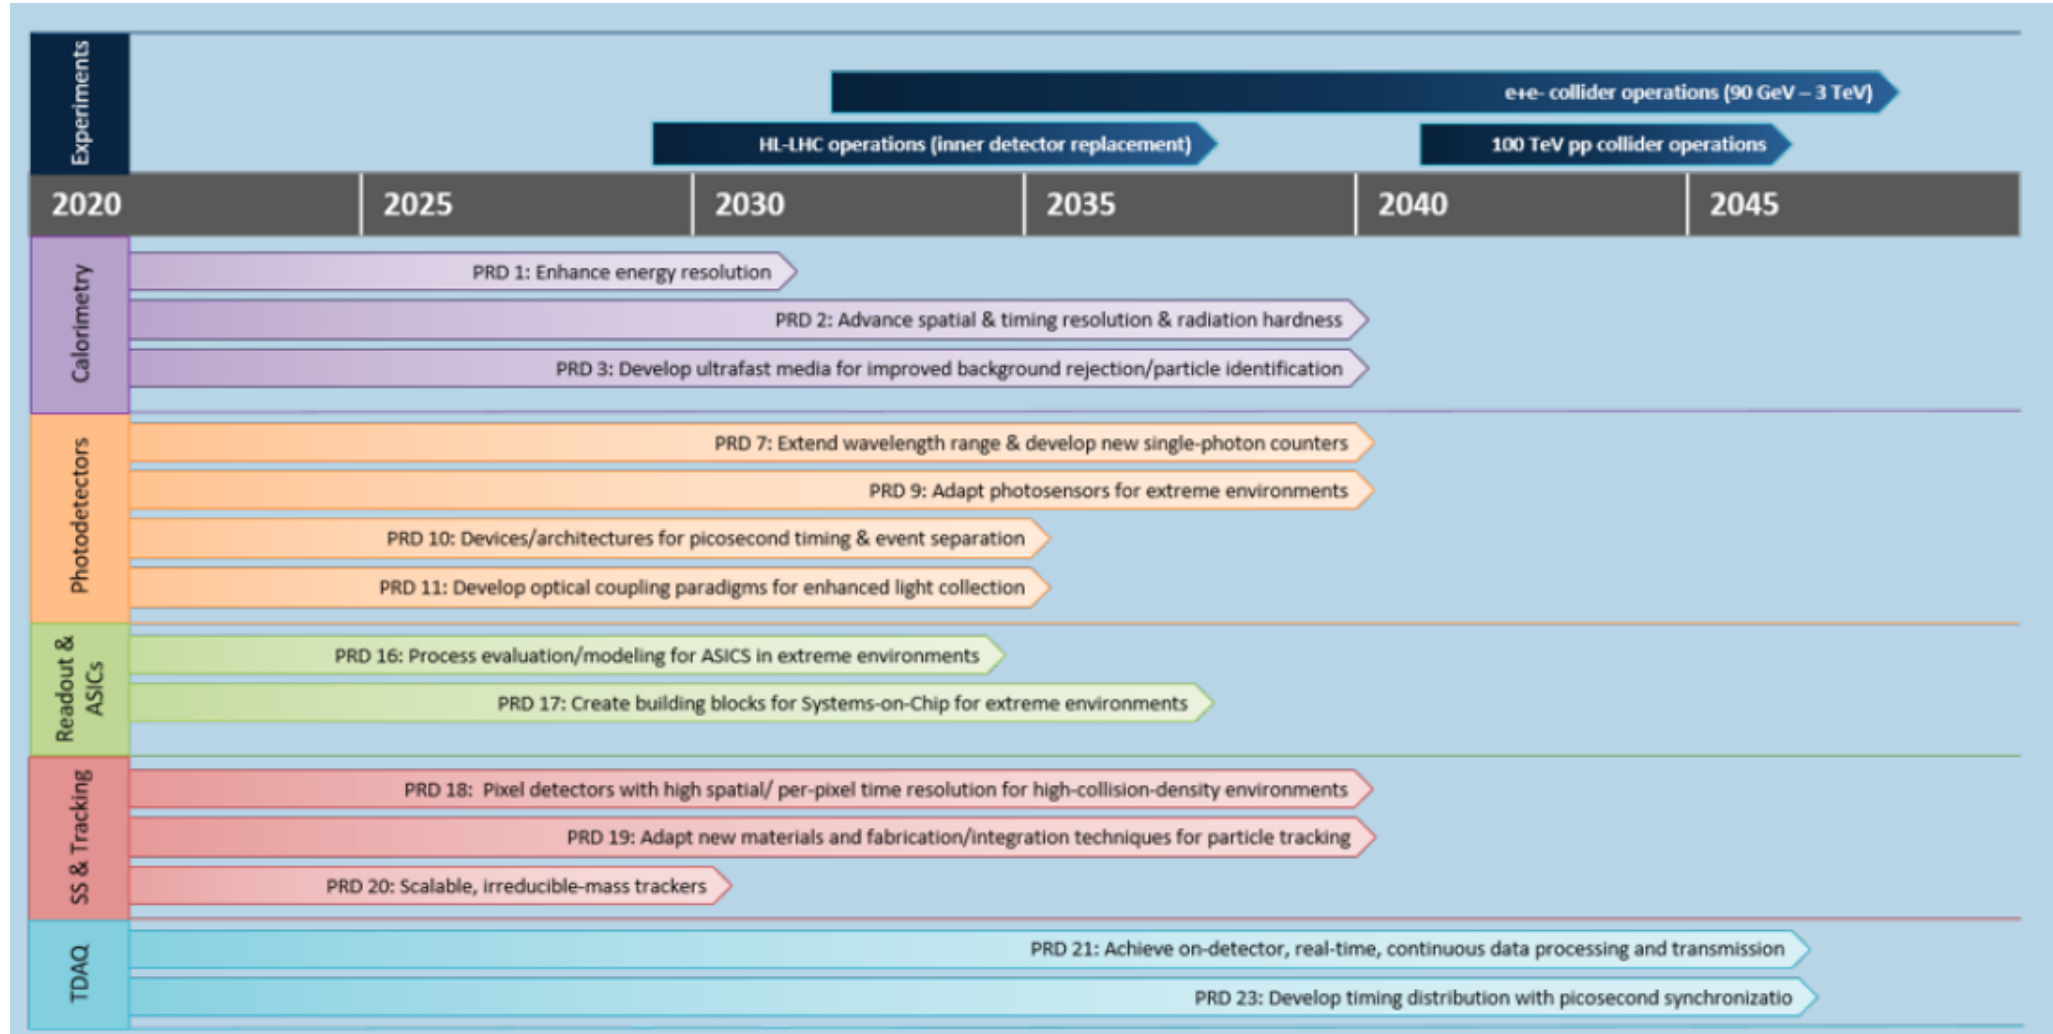 Experiments
e+e- collider operations (90 GeV – 3 TeV)
HL-LHC operations (inner detector replacement)
100 TeV pp collider operations
2020 2025 2030 2035 2040 2045
Calorimetry
PRD 1: Enhance energy resolution
PRD 2: Advance spatial & timing resolution & radiation hardness
PRD 3: Develop ultrafast media for improved background rejection/particle identification
Photodetectors
PRD 7: Extend wavelength range & develop new single-photon counters
PRD 9: Adapt photosensors for extreme environments
PRD 10: Devices/architectures for picosecond timing & event separation
PRD 11: Develop optical coupling paradigms for enhanced light collection
Readout &
ASICs
PRD 16: Process evaluation/modeling for ASICS in extreme environments
PRD 17: Create building blocks for Systems-on-Chip for extreme environments
SS & Tracking
PRD 18:  Pixel detectors with high spatial/ per-pixel time resolution for high-collision-density environments
PRD 19: Adapt new materials and fabrication/integration techniques for particle tracking
PRD 20: Scalable, irreducible-mass trackers
TDAQ
PRD 21: Achieve on-detector, real-time, continuous data processing and transmission
PRD 23: Develop timing distribution with picosecond synchronizatio